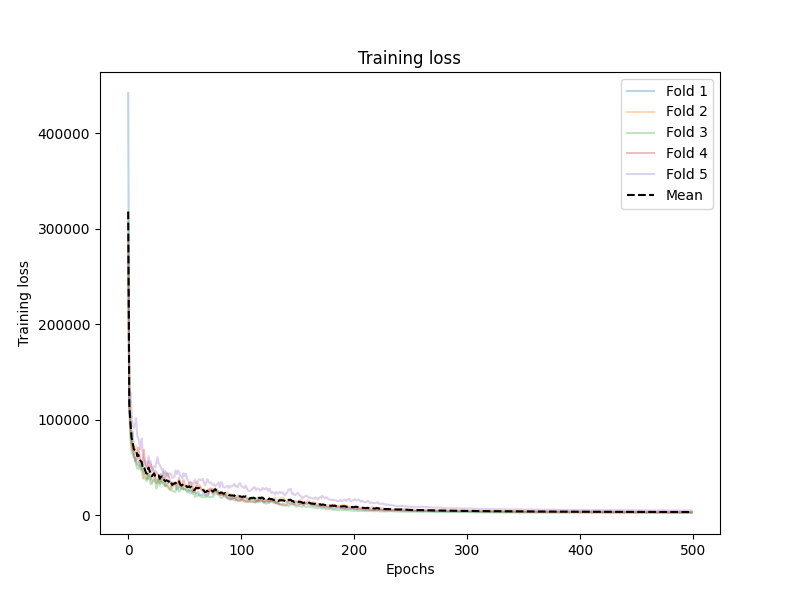 Training loss
Fold 1
Fold 2
Fold 3
Fold 4
Fold 5
Mean
Training loss
400000
300000
200000
100000
0
0 100 200 300 400 500
Epochs